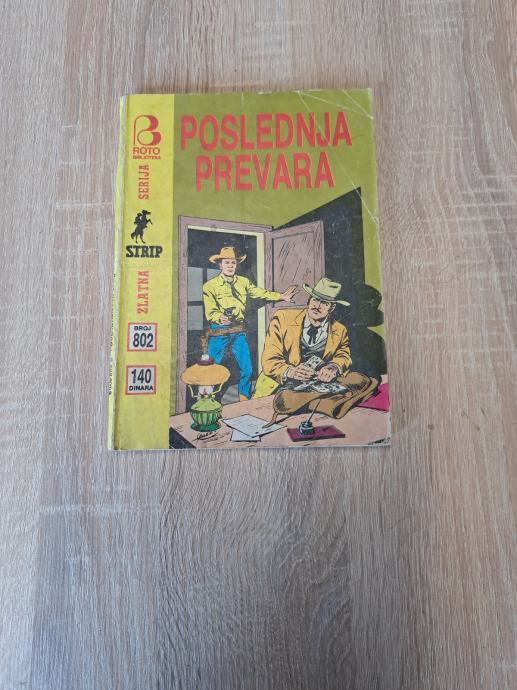 ROTO
BIBLIOTEKA
POSLEDNJA
PREVARA
ZLATNA SERIJA
STRIP
BROJ
802
140
DINARA